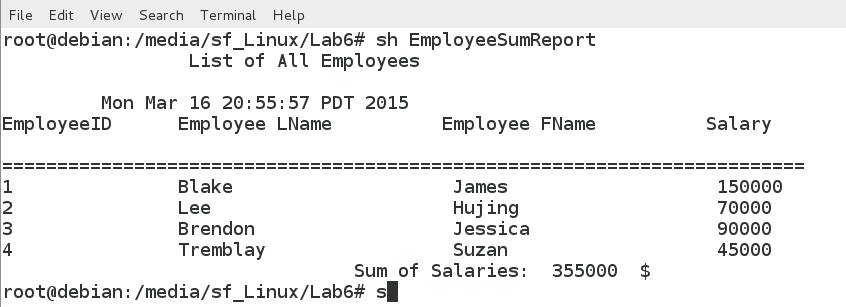 File Edit View Search Terminal Help
root@debian:/media/sf_Linux/Lab6# sh EmployeeSumReport
List of All Employees
Mon Mar 16 20:55:57 PDT 2015
EmployeeID Employee LName Employee FName Salary
=========================================================================
1 Blake James 150000
2 Lee Hujing 70000
3 Brendon Jessica 90000
4 Tremblay Suzan 45000
Sum of Salaries: 355000 $
root@debian:/media/sf_Linux/Lab6# s